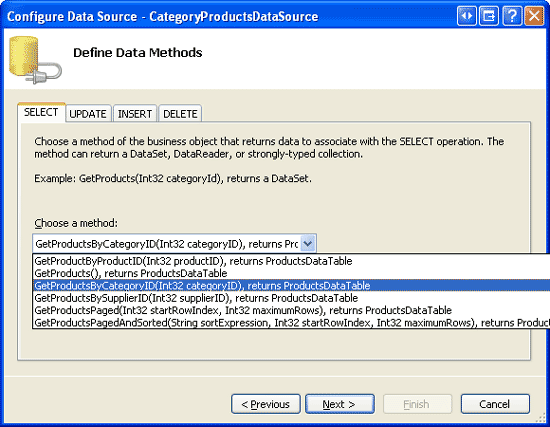 Configure Data Source - CategoryProductsDataSource
Define Data Methods
SELECT UPDATE INSERT DELETE
Choose a method of the business object that returns data to associate with the SELECT operation. The
method can return a DataSet, DataReader, or strongly-typed collection.
Example: GetProducts(Int32 categoryId), returns a DataSet.
Choose a method:
GetProductsByCategoryID(Int32 categoryID), returns Pro
GetProductByProductID(Int32 productID), returns ProductsDataTable
GetProducts(), returns ProductsDataTable
GetProductsByCategoryID(Int32 categoryID), returns ProductsDataTable
GetProductsBySupplierID(Int32 supplierID), returns ProductsDataTable
GetProductsPaged(Int32 startRowIndex, Int32 maximumRows), returns ProductsDataTable
GetProductsPagedAndSorted(String sortExpression, Int32 startRowIndex, Int32 maximumRows), returns Product
< Previous Next > Finish Cancel